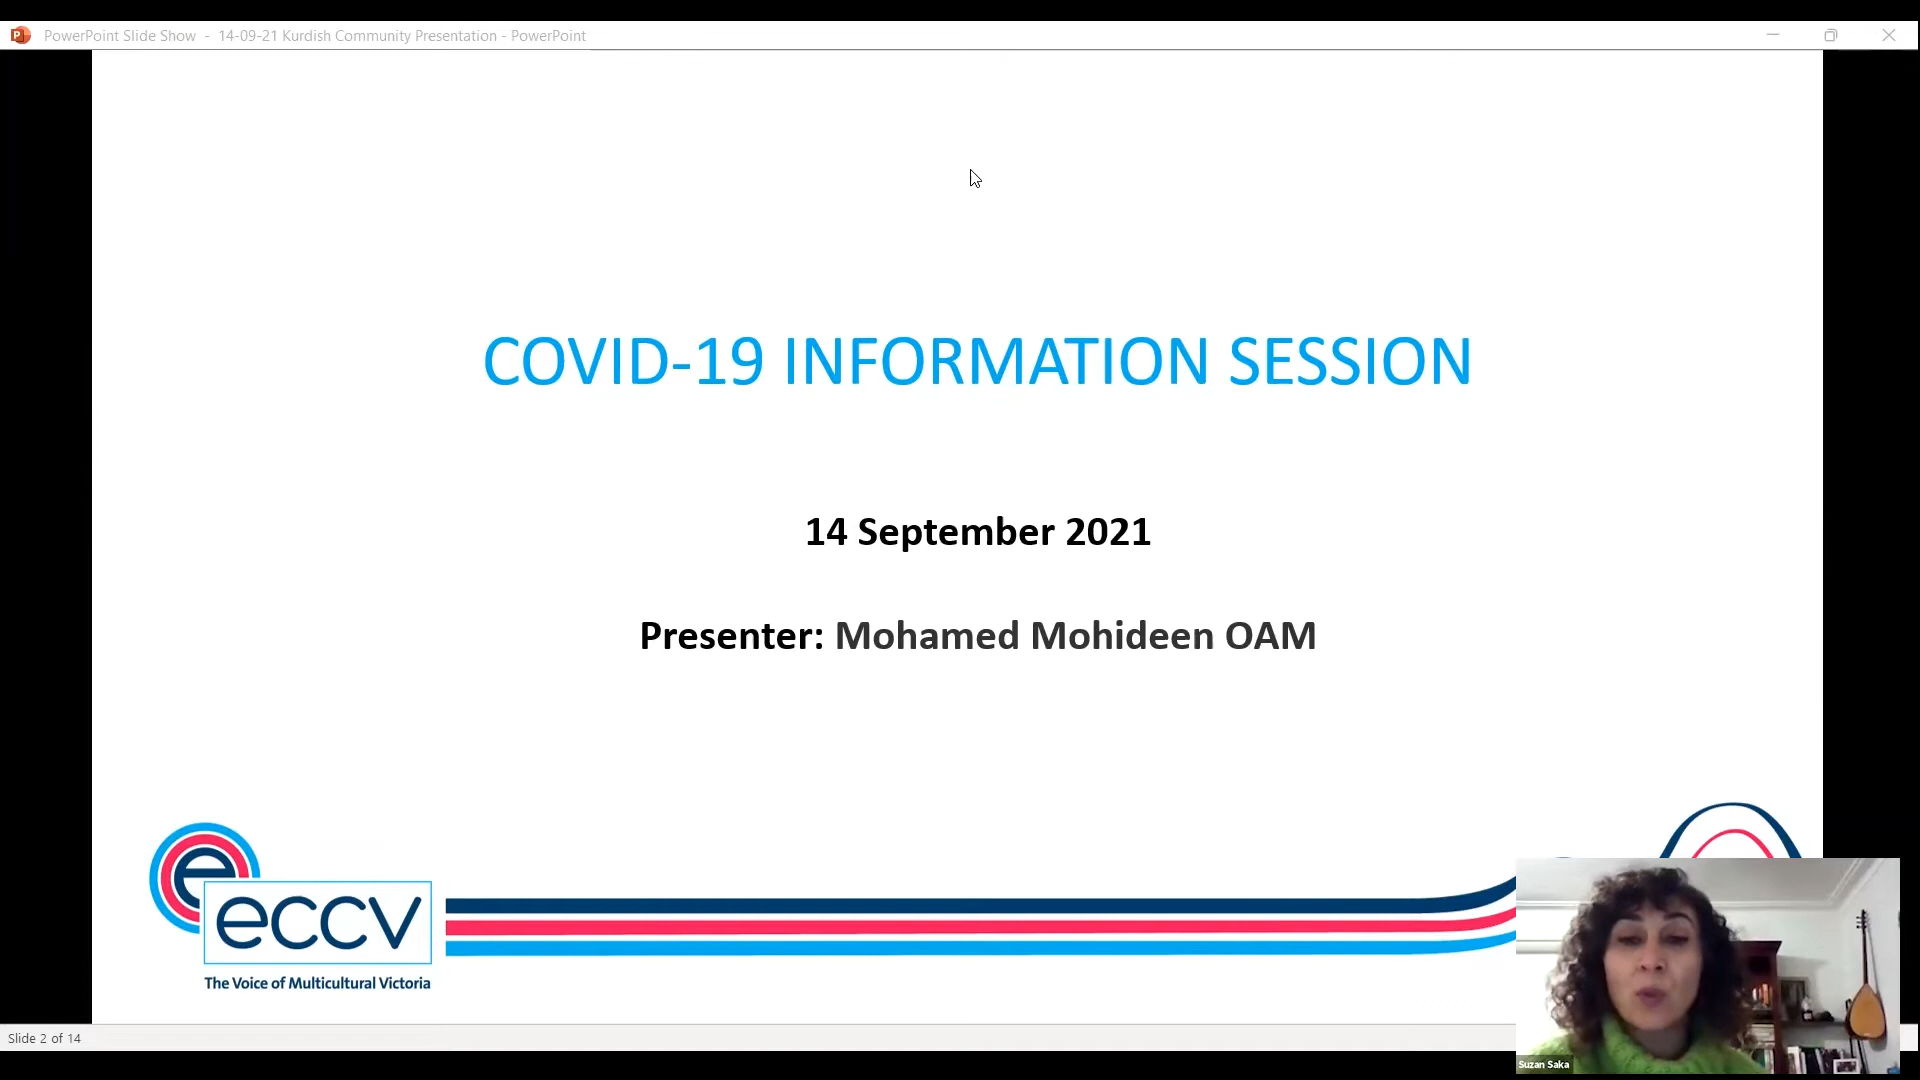 PowerPoint Slide Show - 14-09-21 Kurdish Community Presentation - PowerPoint
COVID-19 INFORMATION SESSION
14 September 2021
Presenter: Mohamed Mohideen OAM
e
eccv
The Voice of Multicultural Victoria
Slide 2 of 14
Suzan Saka